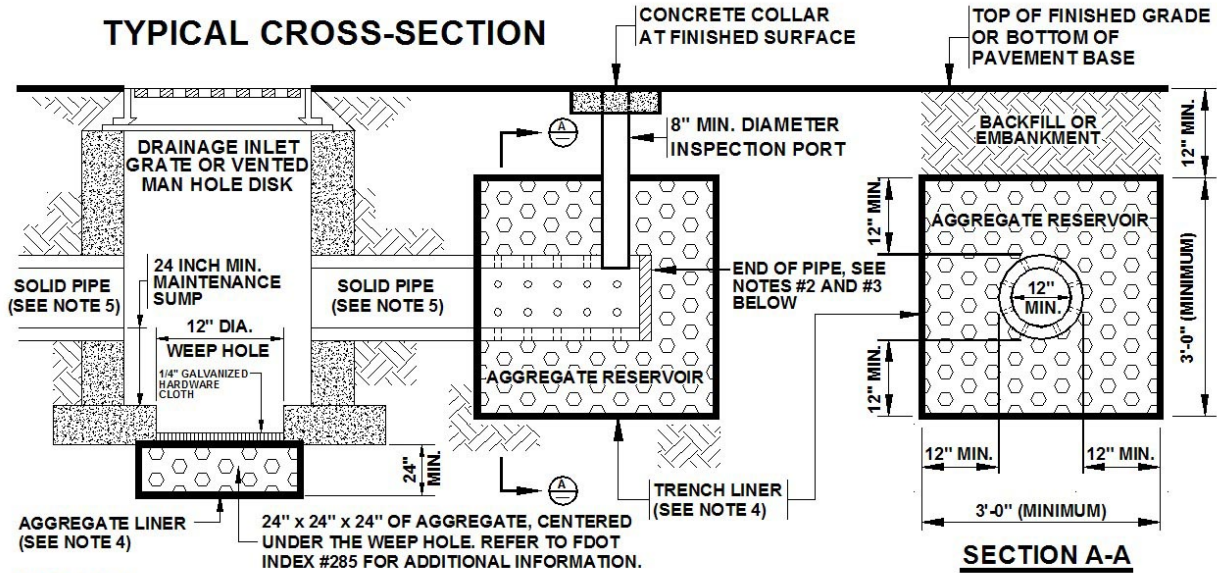 TYPICAL CROSS-SECTION
CONCRETE COLLAR
AT FINISHED SURFACE
TOP OF FINISHED GRADE
OR BOTTOM OF
PAVEMENT BASE
DRAINAGE INLET
GRATE OR VENTED
MAN HOLE DISK
A
8" MIN. DIAMETER
INSPECTION PORT
BACKFILL OR
EMBANKMENT
12" MIN.
12" MIN.
AGGREGATE RESERVOIR
SOLID PIPE
(SEE NOTE 5)
24 INCH MIN.
MAINTENANCE
SUMP
SOLID PIPE
(SEE NOTE 5)
END OF PIPE, SEE
NOTES #2 AND #3
BELOW
12"
MIN.
3'-0" (MINIMUM)
12" DIA.
WEEP HOLE
1/4" GALVANIZED
HARDWARE
CLOTH
AGGREGATE RESERVOIR
12" MIN.
24"
MIN.
12" MIN.
12" MIN.
A
TRENCH LINER
(SEE NOTE 4)
3'-0" (MINIMUM)
AGGREGATE LINER
(SEE NOTE 4)
24" x 24" x 24" OF AGGREGATE, CENTERED
UNDER THE WEEP HOLE. REFER TO FDOT
INDEX #285 FOR ADDITIONAL INFORMATION.
SECTION A-A